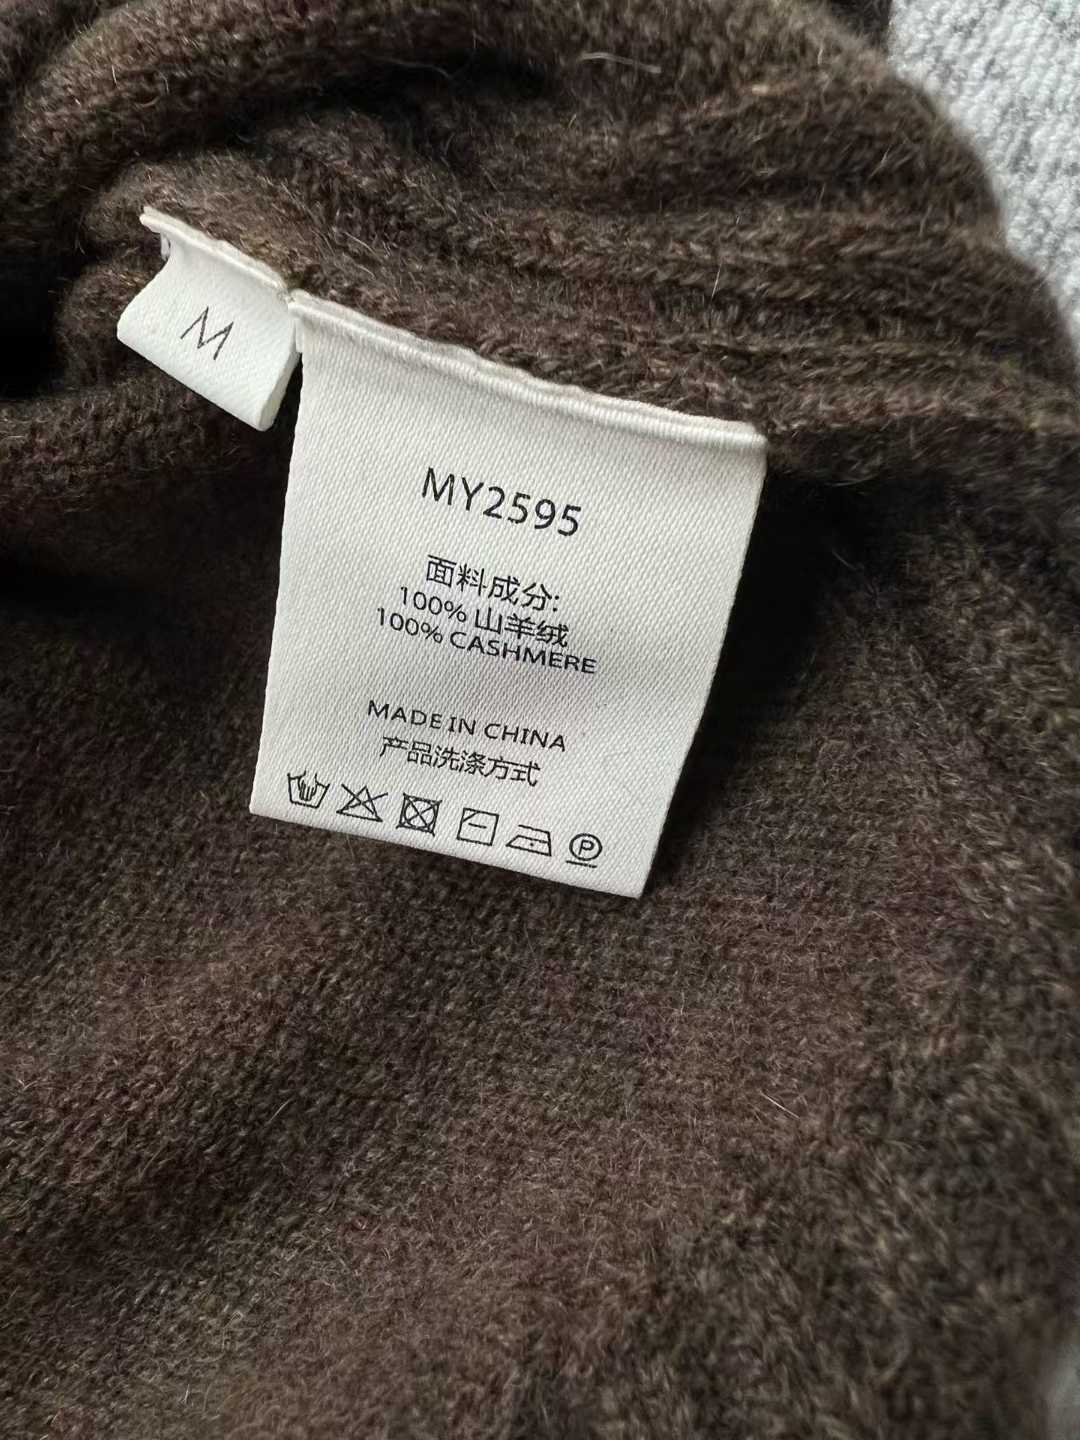 M
MY2595
面料成分:
100% 山羊绒
100% CASHMERE
MADE IN CHINA
产品洗涤方式
P